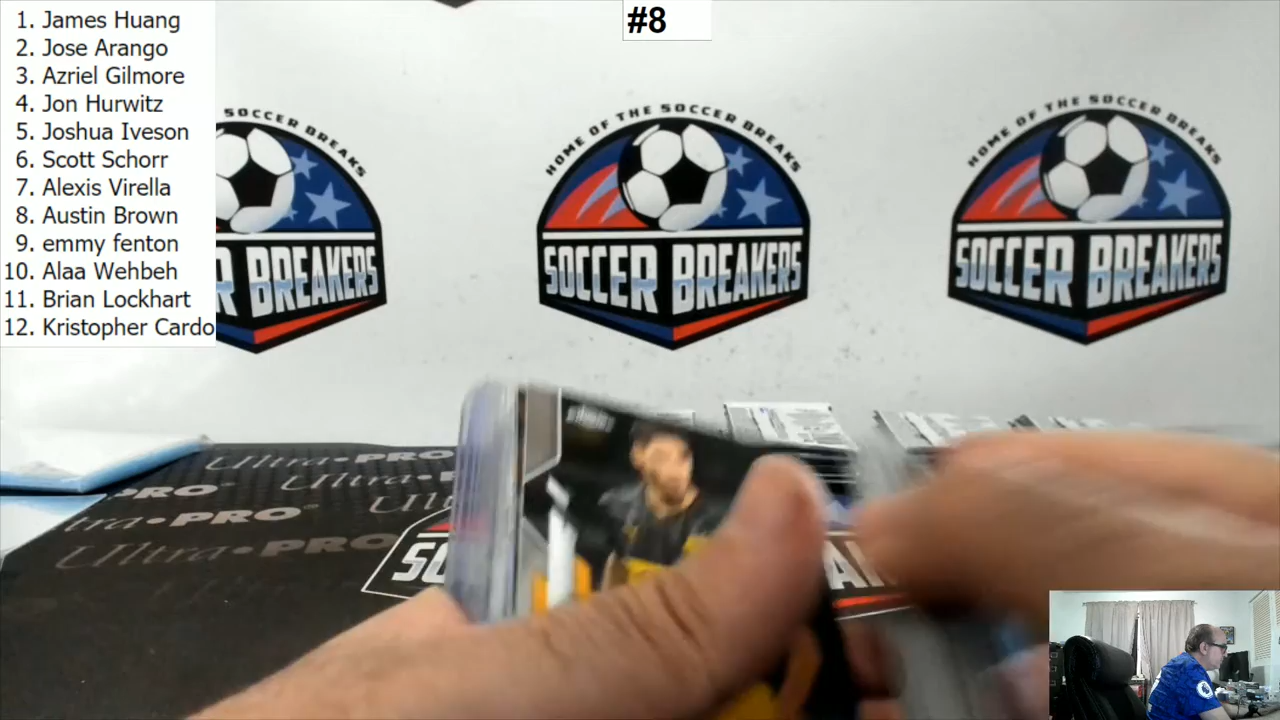 1. James Huang
2. Jose Arango
3. Azriel Gilmore
4. Jon Hurwitz
5. Joshua Iveson
6. Scott Schorr
7. Alexis Virella
8. Austin Brown
9. emmy fenton
10. Alaa Wehbeh
11. Brian Lockhart
12. Kristopher Cardo
#8
SOCCER BREAKS
R BREAKERS
HOME OF THE SOCCER BREAKS
SOCCER BREAKERS
HOME OF THE SOCCER BREAKS
SOCCER BREAKERS
Ultra•PRO
PRO Ultra
tra•PRO
Ultra•PRO